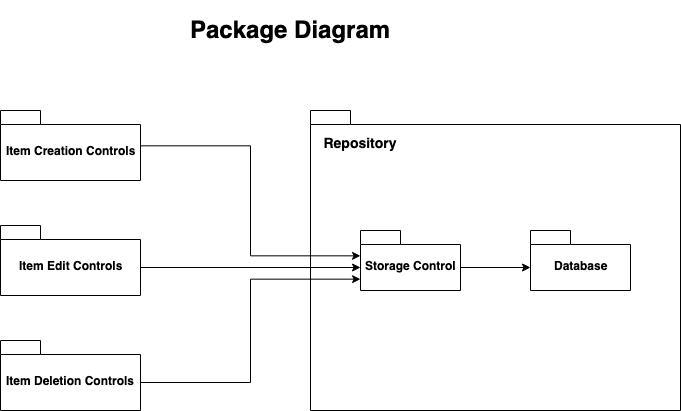 Package Diagram
Item Creation Controls
Repository
Item Edit Controls
Storage Control
Database
Item Deletion Controls